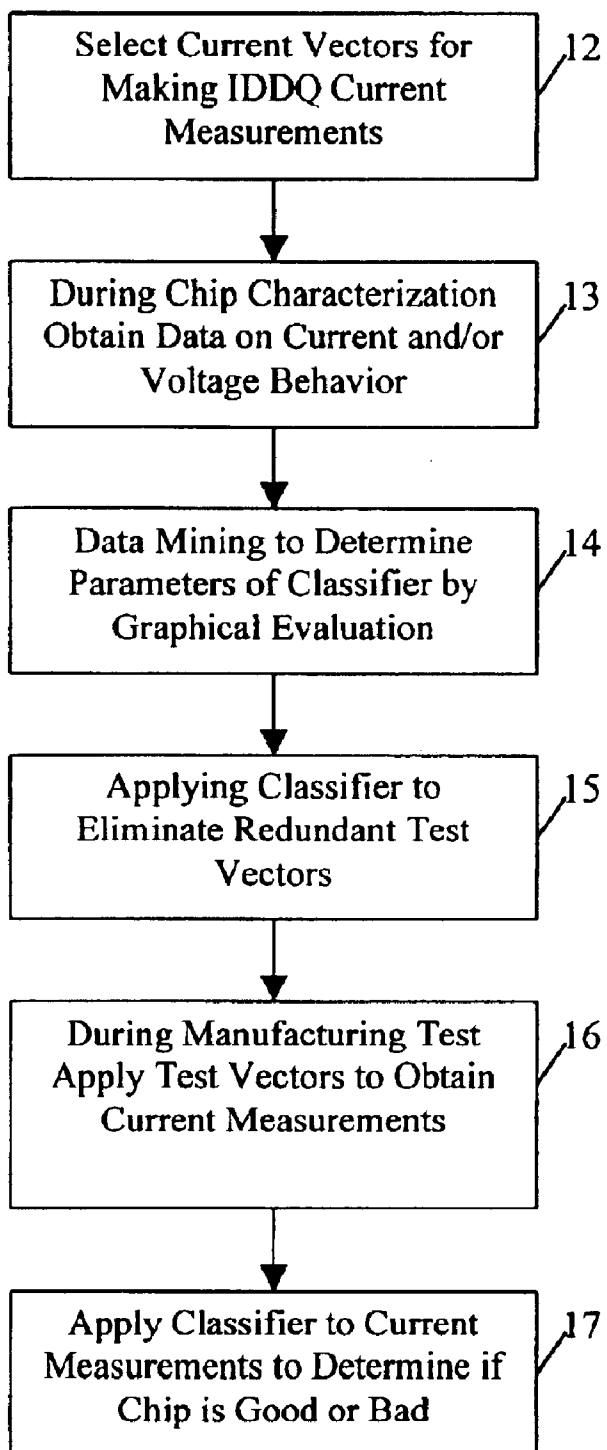 Select Current Vectors for
Making IDDQ Current
Measurements
12
During Chip Characterization
Obtain Data on Current and/or
Voltage Behavior
13
Data Mining to Determine
Parameters of Classifier by
Graphical Evaluation
14
Applying Classifier to
Eliminate Redundant Test
Vectors
15
During Manufacturing Test
Apply Test Vectors to Obtain
Current Measurements
16
Apply Classifier to Current
Measurements to Determine if
Chip is Good or Bad
17